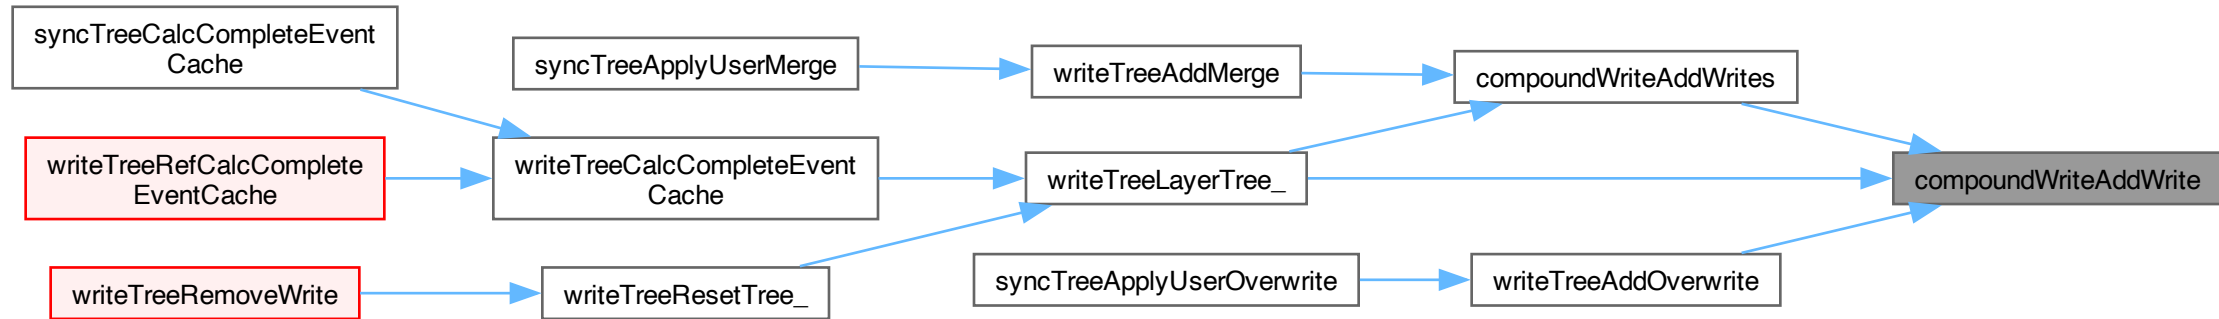 syncTreeCalcCompleteEvent
Cache
syncTreeApplyUserMerge
writeTreeAddMerge
compoundWriteAddWrites
writeTreeRefCalcComplete
EventCache
writeTreeCalcCompleteEvent
Cache
writeTreeLayerTree_
compoundWriteAddWrite
writeTreeRemoveWrite
writeTreeResetTree_
syncTreeApplyUserOverwrite
writeTreeAddOverwrite